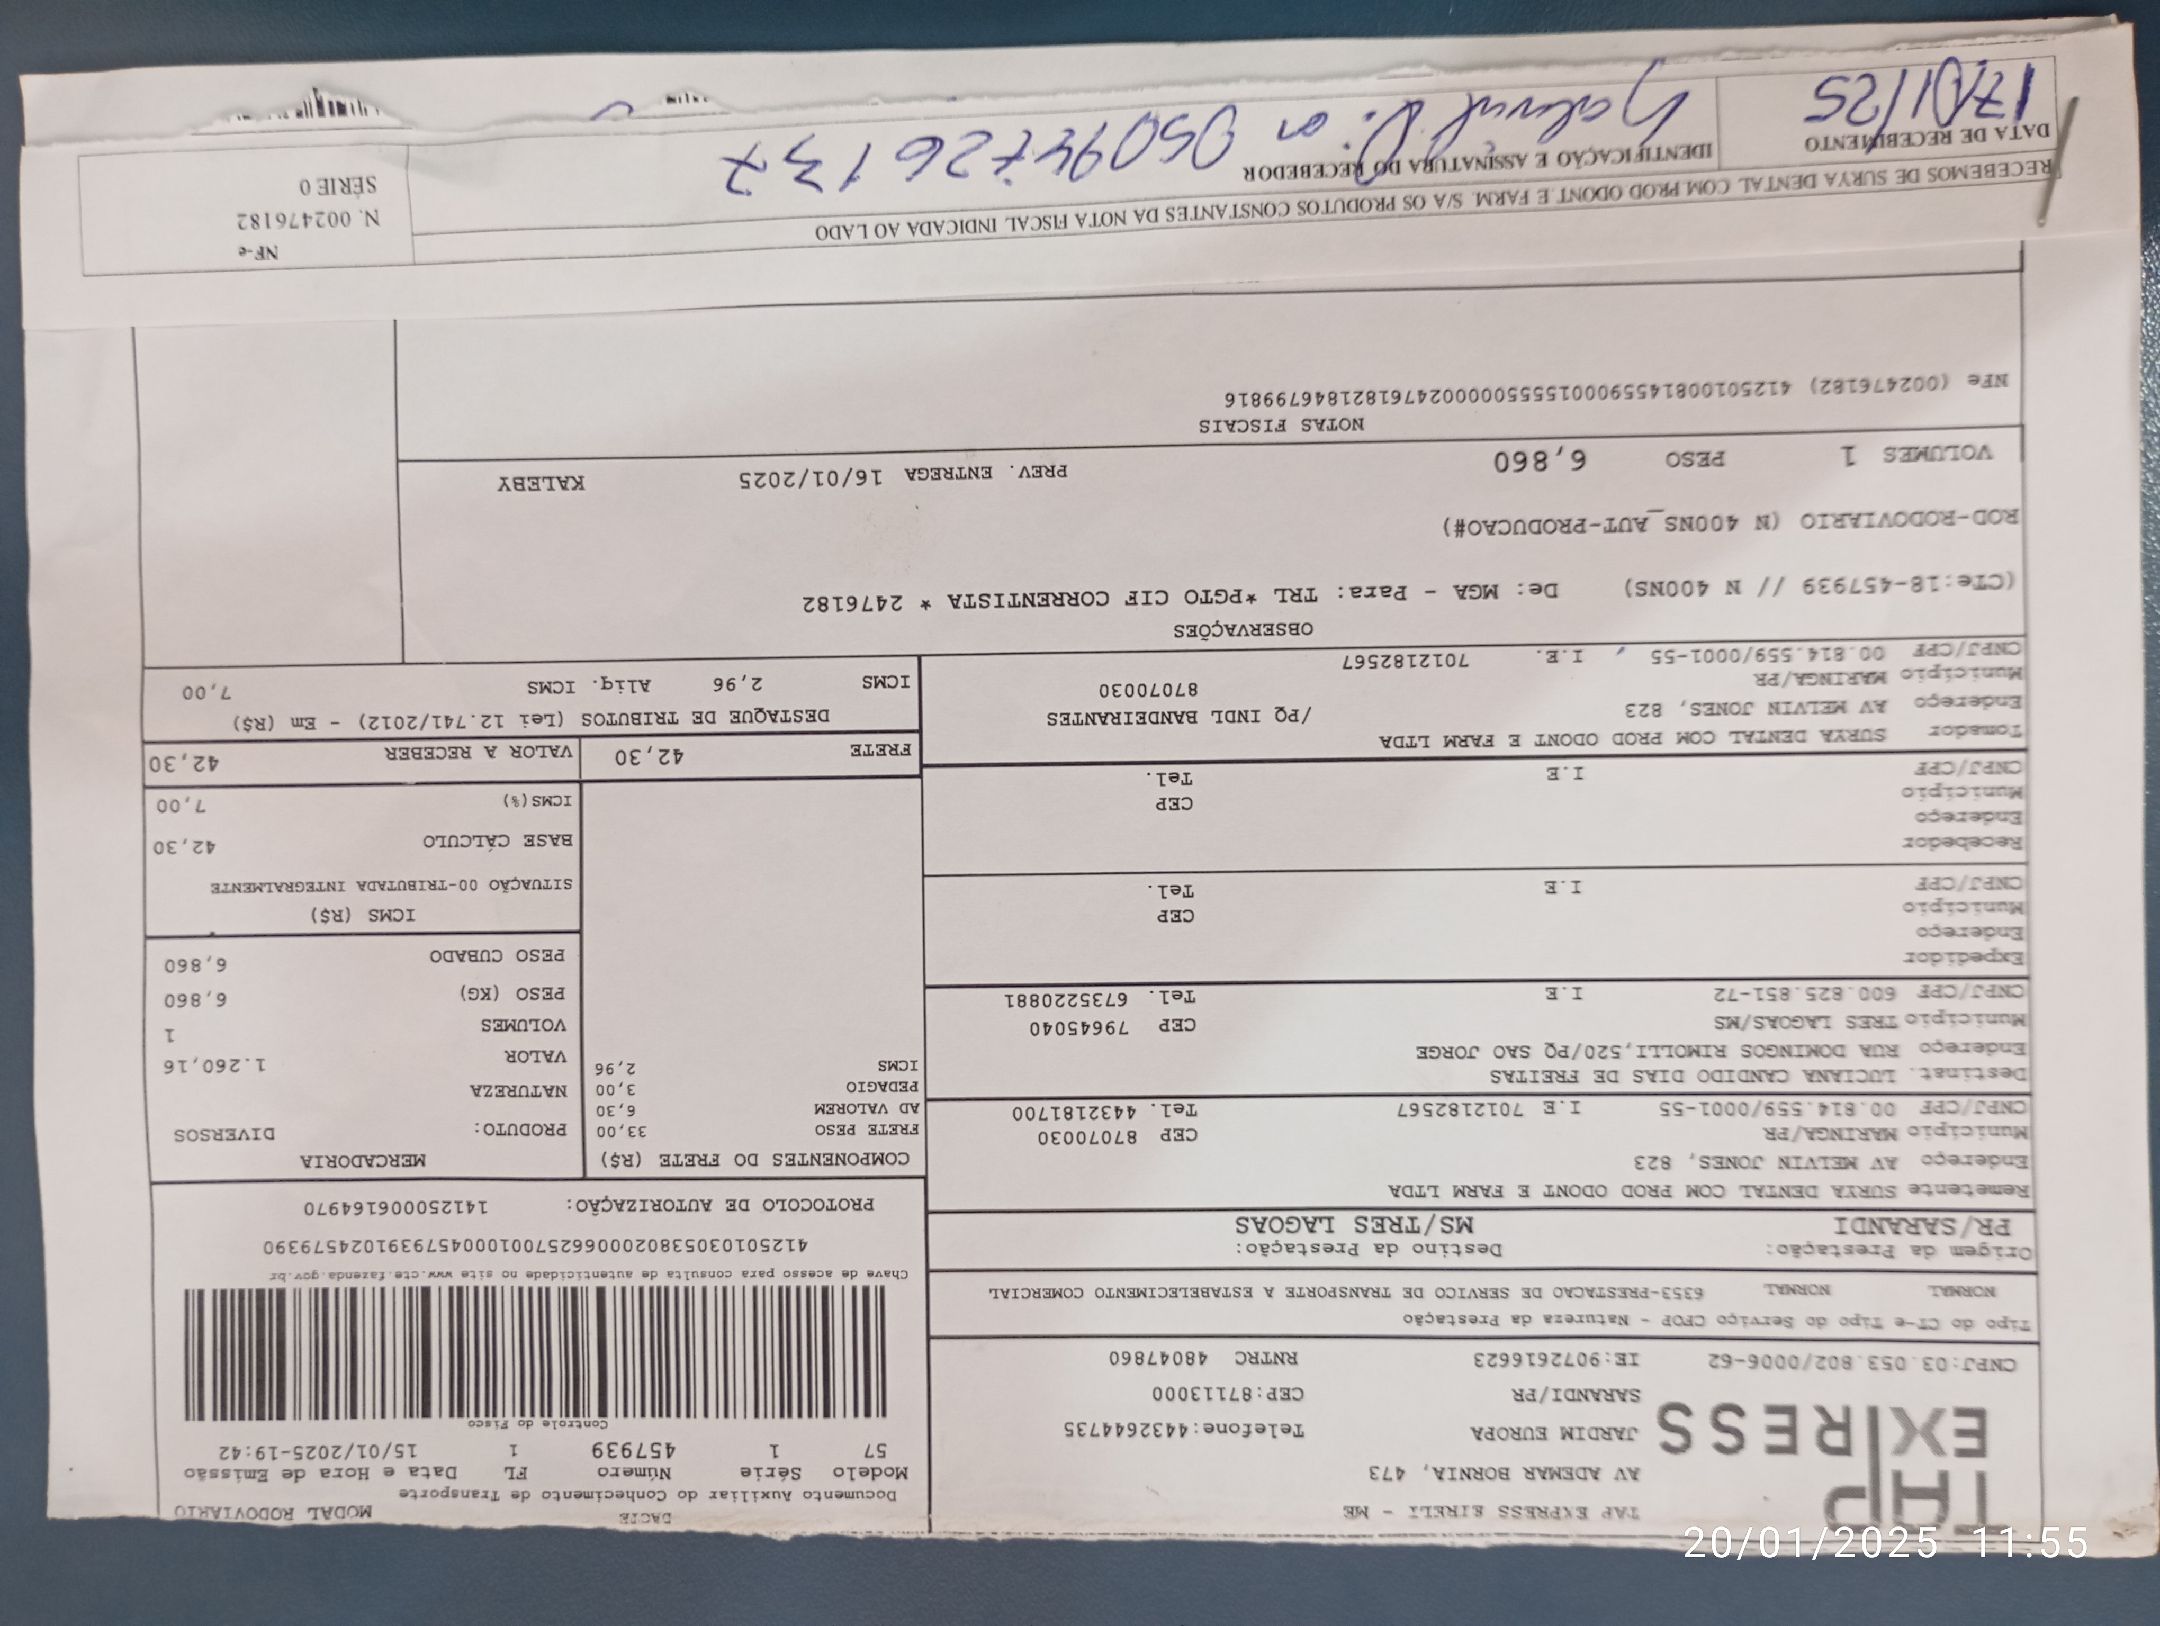 TAP EXPRESS
TAP EXPRESS EIRELI - ME
AV ADEMAR BORNIA, 473
JARDIM EUROPA Telefone:4432644735
SARANDI/PR CEP:87113000
CNPJ:03.053.802/0006-62 IE:9072616623 RNTRC 48047860
Tipo do CT-e Tipo do Serviço CFOP - Natureza da Prestação
NORMAL NORMAL 6353-PRESTACAO DE SERVICO DE TRANSPORTE A ESTABELECIMENTO COMERCIAL
Origem da Prestação: Destino da Prestação:
PR/SARANDI MS/TRES LAGOAS
Remetente SURYA DENTAL COM PROD ODONT E FARM LTDA
Endereço AV MELVIN JONES, 823
Municipio MARINGA/PR CEP 87070030
CNPJ/CPF 00.814.559/0001-55 I.E 7012182567 Tel. 4432181700
Destinat. LUCIANA CANDIDO DIAS DE FREITAS
Endereço RUA DOMINGOS RIMOLLI,520/PQ SAO JORGE
Municipio TRES LAGOAS/MS CEP 79645040
CNPJ/CPF 600.825.851-72 I.E Tel. 6735220881
Expedidor
Endereço
Municipio CEP
CNPJ/CPF I.E Tel.
Recebedor
Endereço
Municipio CEP
CNPJ/CPF I.E Tel.
Tomador SURYA DENTAL COM PROD ODONT E FARM LTDA
Endereço AV MELVIN JONES, 823 /PQ INDL BANDEIRANTES
Municipio MARINGA/PR 87070030
CNPJ/CPF 00.814.559/0001-55 I.E. 7012182567
DACTE MODAL RODOVIARIO
Documento Auxiliar do Conhecimento de Transporte
Modelo Série Número FL Data e Hora de Emissão
57 1 457939 1 15/01/2025-19:42
Controle do Fisco
Chave de acesso para consulta de autenticidade no site www.cte.fazenda.gov.br
41250103053802000662570010004579391024579390
PROTOCOLO DE AUTORIZAÇÃO: 141250006164970
COMPONENTES DO FRETE (R$)
FRETE PESO 33,00
AD VALOREM 6,30
PEDAGIO 3,00
ICMS 2,96
MERCADORIA
PRODUTO: DIVERSOS
NATUREZA
VALOR 1.260,16
VOLUMES 1
PESO (KG) 6,860
PESO CUBADO 6,860
ICMS (R$)
SITUAÇÃO 00-TRIBUTADA INTEGRALMENTE
BASE CÁLCULO 42,30
ICMS(%) 7,00
FRETE 42,30 VALOR A RECEBER 42,30
DESTAQUE DE TRIBUTOS (Lei 12.741/2012) - Em (R$)
ICMS 2,96 Aliq. ICMS 7,00
OBSERVAÇÕES
(CTe:18-457939 // N 400NS) De: MGA - Para: TRL *PGTO CIF CORRENTISTA * 2476182
ROD-RODOVIARIO (N 400NS_AUT-PRODUCAO#)
VOLUMES 1 PESO 6,860 PREV. ENTREGA 16/01/2025 KALEBY
NOTAS FISCAIS
NFe (002476182) 41250100814559000155550000024761821846799816
RECEBEMOS DE SURYA DENTAL COM PROD ODONT E FARM. S/A OS PRODUTOS CONSTANTES DA NOTA FISCAL INDICADA AO LADO
DATA DE RECEBIMENTO IDENTIFICAÇÃO E ASSINATURA DO RECEBEDOR
17/01/25 05094726137
NF-e
N. 002476182
SÉRIE 0
20/01/2025 11:55